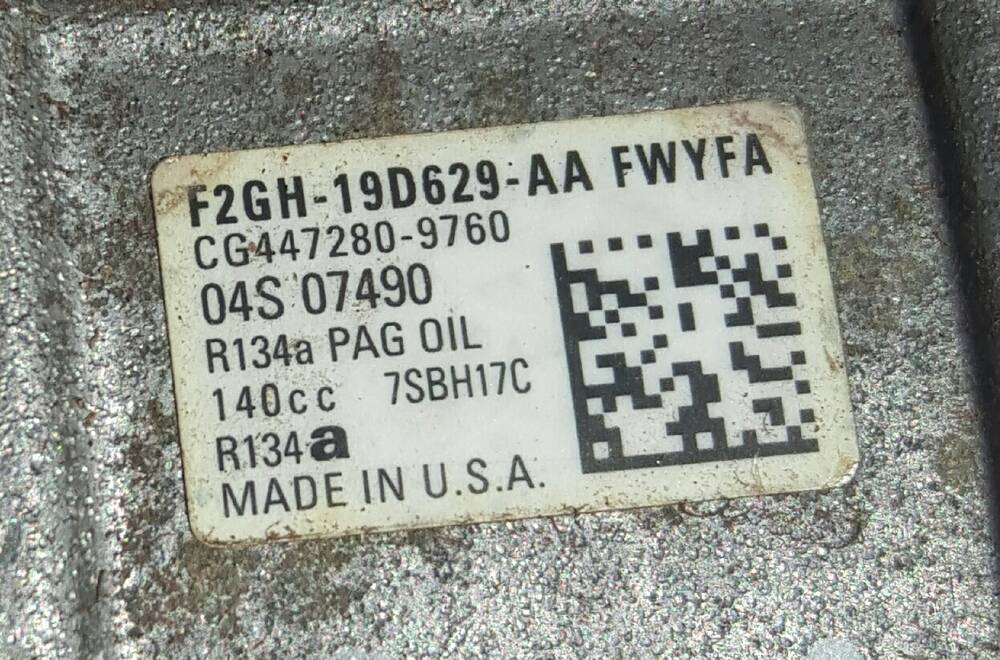 F2GH-19D629-AA FWYFA
CG447280-9760
04S 07490
R134a PAG OIL
140cc 7SBH17C
R134a
MADE IN U.S.A.